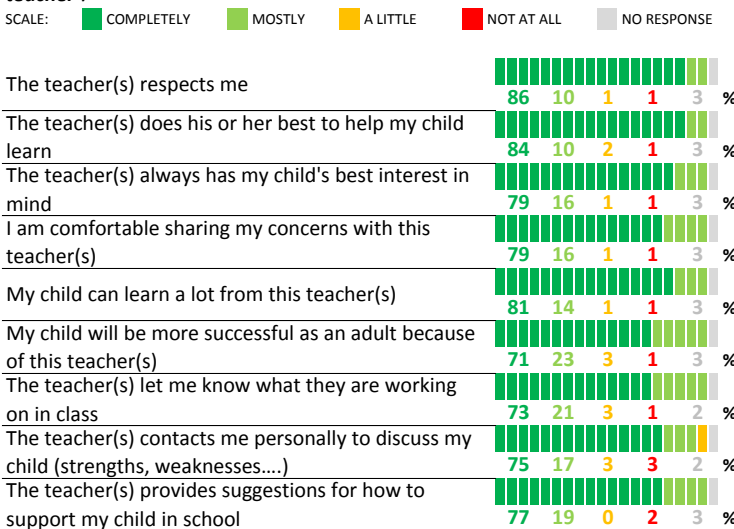 SCALE: COMPLETELY MOSTLY A LITTLE NOT AT ALL NO RESPONSE
The teacher(s) respects me
86 10 1 1 3 %
The teacher(s) does his or her best to help my child
learn
84 10 2 1 3 %
The teacher(s) always has my child's best interest in
mind
79 16 1 1 3 %
I am comfortable sharing my concerns with this
teacher(s)
79 16 1 1 3 %
My child can learn a lot from this teacher(s)
81 14 1 1 3 %
My child will be more successful as an adult because
of this teacher(s)
71 23 3 1 3 %
The teacher(s) let me know what they are working
on in class
73 21 3 1 2 %
The teacher(s) contacts me personally to discuss my
child (strengths, weaknesses....)
75 17 3 3 2 %
The teacher(s) provides suggestions for how to
support my child in school
77 19 0 2 3 %